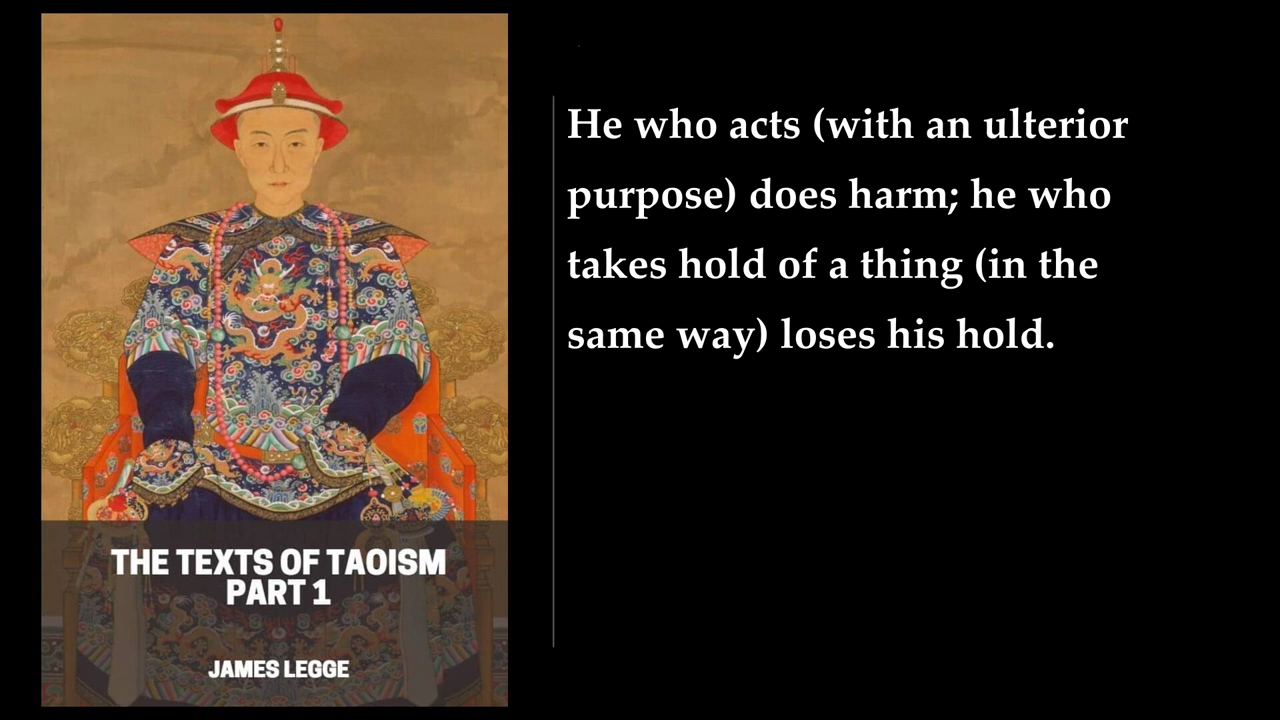 THE TEXTS OF TAOISM
PART 1
JAMES LEGGE
He who acts (with an ulterior
purpose) does harm; he who
takes hold of a thing (in the
same way) loses his hold.